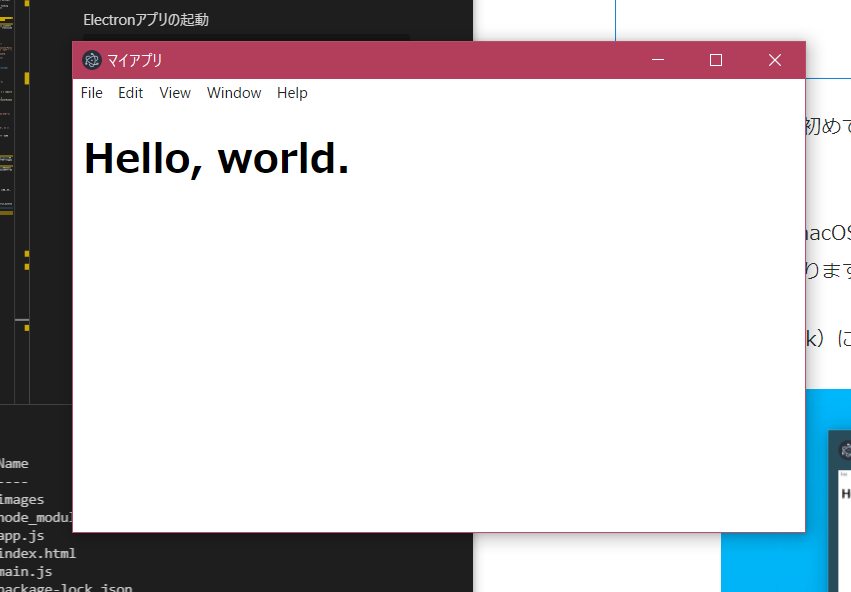 Electronアプリの起動
マイアプリ
File Edit View Window Help
Hello, world.
初めて
macOS
ります
k）に
Name
----
images
node_modul
app.js
index.html
main.js
package-lock.json
H